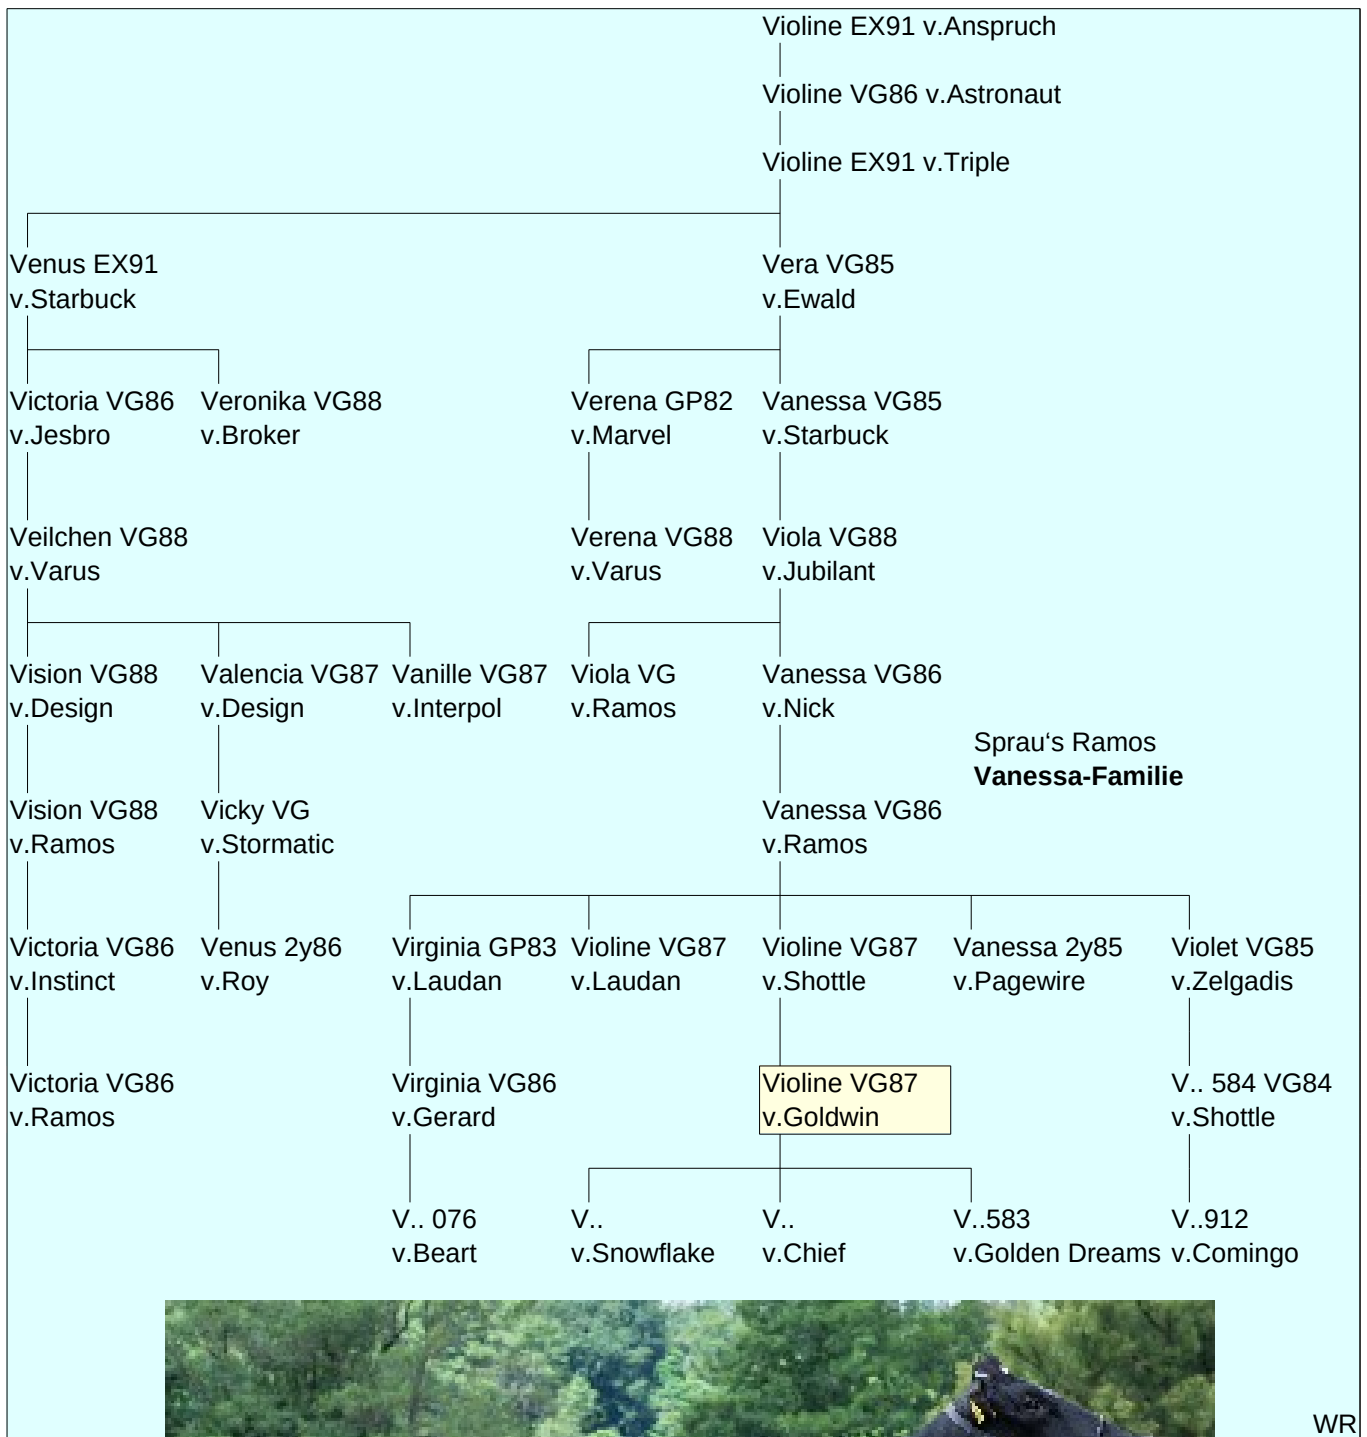 Violine EX91 v.Anspruch
Violine VG86 v.Astronaut
Violine EX91 v.Triple
Venus EX91
v.Starbuck
Vera VG85
v.Ewald
Victoria VG86
v.Jesbro
Veronika VG88
v.Broker
Verena GP82
v.Marvel
Vanessa VG85
v.Starbuck
Veilchen VG88
v.Varus
Verena VG88
v.Varus
Viola VG88
v.Jubilant
Vision VG88
v.Design
Valencia VG87
v.Design
Vanille VG87
v.Interpol
Viola VG
v.Ramos
Vanessa VG86
v.Nick
Sprau‘s Ramos
Vanessa-Familie
Vision VG88
v.Ramos
Vicky VG
v.Stormatic
Vanessa VG86
v.Ramos
Victoria VG86
v.Instinct
Venus 2y86
v.Roy
Virginia GP83
v.Laudan
Violine VG87
v.Laudan
Violine VG87
v.Shottle
Vanessa 2y85
v.Pagewire
Violet VG85
v.Zelgadis
Victoria VG86
v.Ramos
Virginia VG86
v.Gerard
Violine VG87
v.Goldwin
V.. 584 VG84
v.Shottle
V.. 076
v.Beart
V..
v.Snowflake
V..
v.Chief
V..583
v.Golden Dreams
V..912
v.Comingo
WR